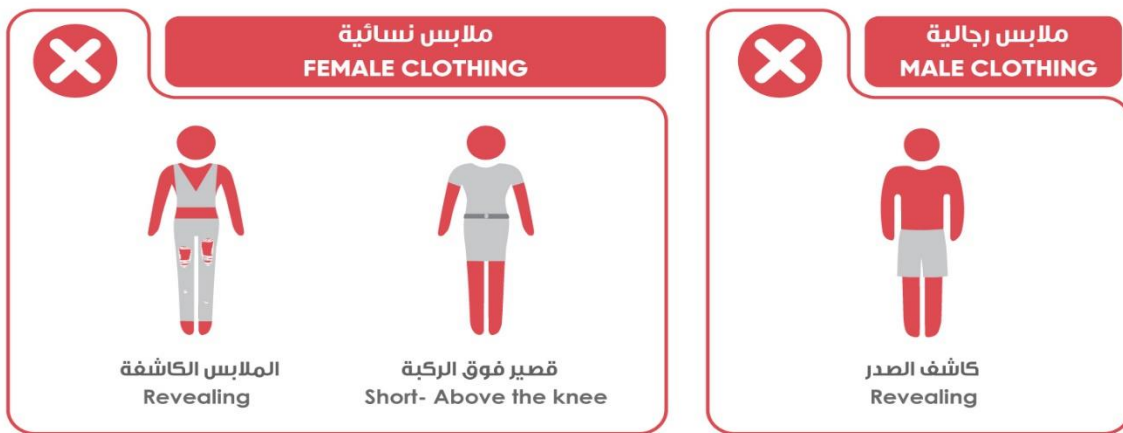 ملابس نسائية
FEMALE CLOTHING
الملابس الكاشفة
Revealing
قصير فوق الركبة
Short- Above the knee
ملابس رجالية
MALE CLOTHING
كاشف الصدر
Revealing